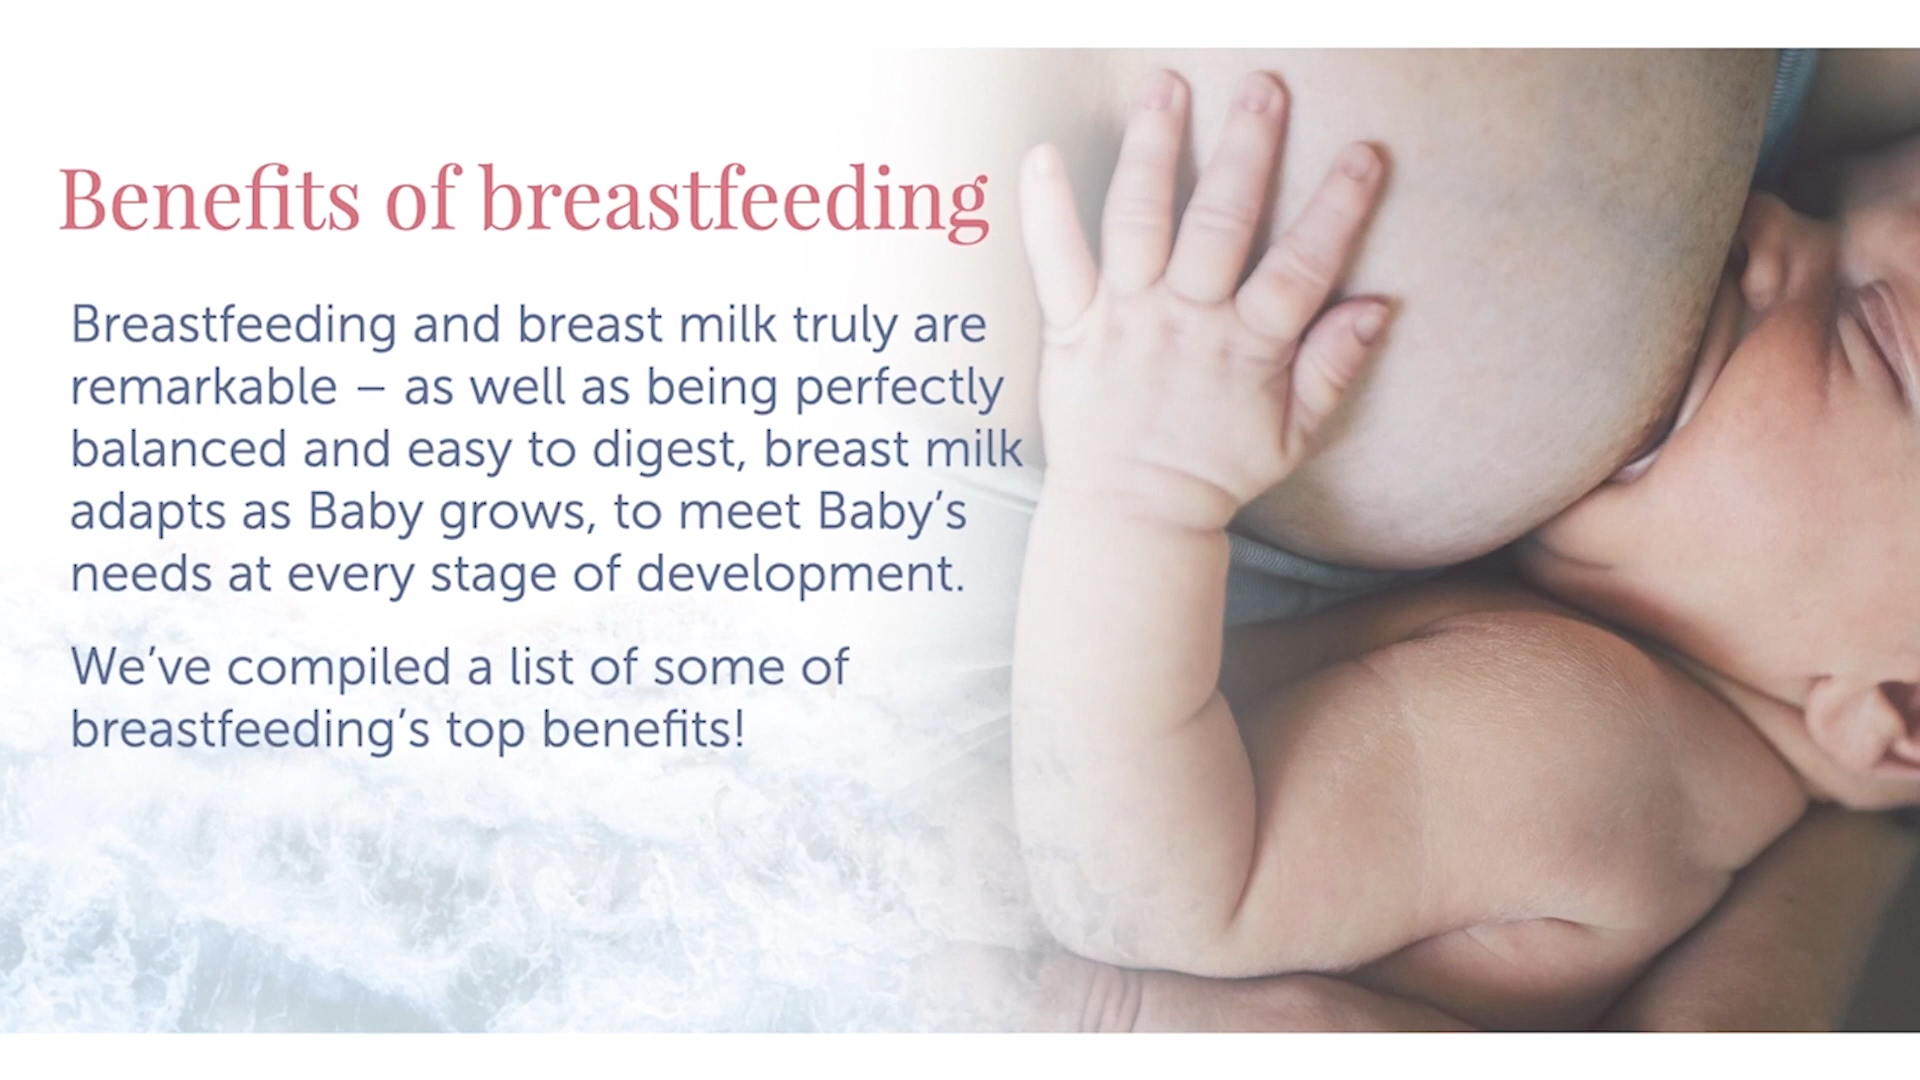 Benefits of breastfeeding
Breastfeeding and breast milk truly are
remarkable – as well as being perfectly
balanced and easy to digest, breast milk
adapts as Baby grows, to meet Baby’s
needs at every stage of development.
We’ve compiled a list of some of
breastfeeding’s top benefits!